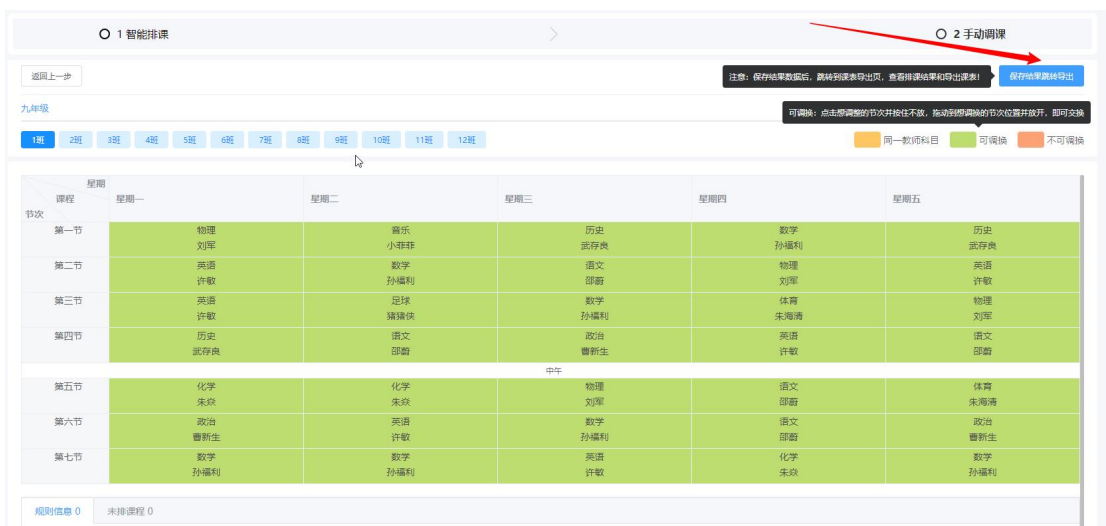 1 智能排课
2 手动调课
返回上一步
注意：保存结果数据后，跳转到课表导出页，查看排课结果和导出课表！
保存结果跳转导出
九年级
可调换：点击想调整的节次并按住不放，拖动到想调换的节次位置并放开，即可交换
1班 2班 3班 4班 5班 6班 7班 8班 9班 10班 11班 12班
同一教师科目 可调换 不可调换
星期
课程 星期一 星期二 星期三 星期四 星期五
节次
第一节 物理 音乐 历史 数学 历史
刘军 小菲菲 武存良 孙福利 武存良
第二节 英语 数学 语文 物理 英语
许敏 孙福利 邵蔚 刘军 许敏
第三节 英语 足球 数学 体育 物理
许敏 猪猪侠 孙福利 朱海清 刘军
第四节 历史 语文 政治 英语 语文
武存良 邵蔚 曹新生 许敏 邵蔚
中午
第五节 化学 化学 物理 语文 体育
朱焱 朱焱 刘军 邵蔚 朱海清
第六节 政治 英语 数学 语文 政治
曹新生 许敏 孙福利 邵蔚 曹新生
第七节 数学 数学 英语 化学 数学
孙福利 孙福利 许敏 朱焱 孙福利
规则信息 0 未排课程 0